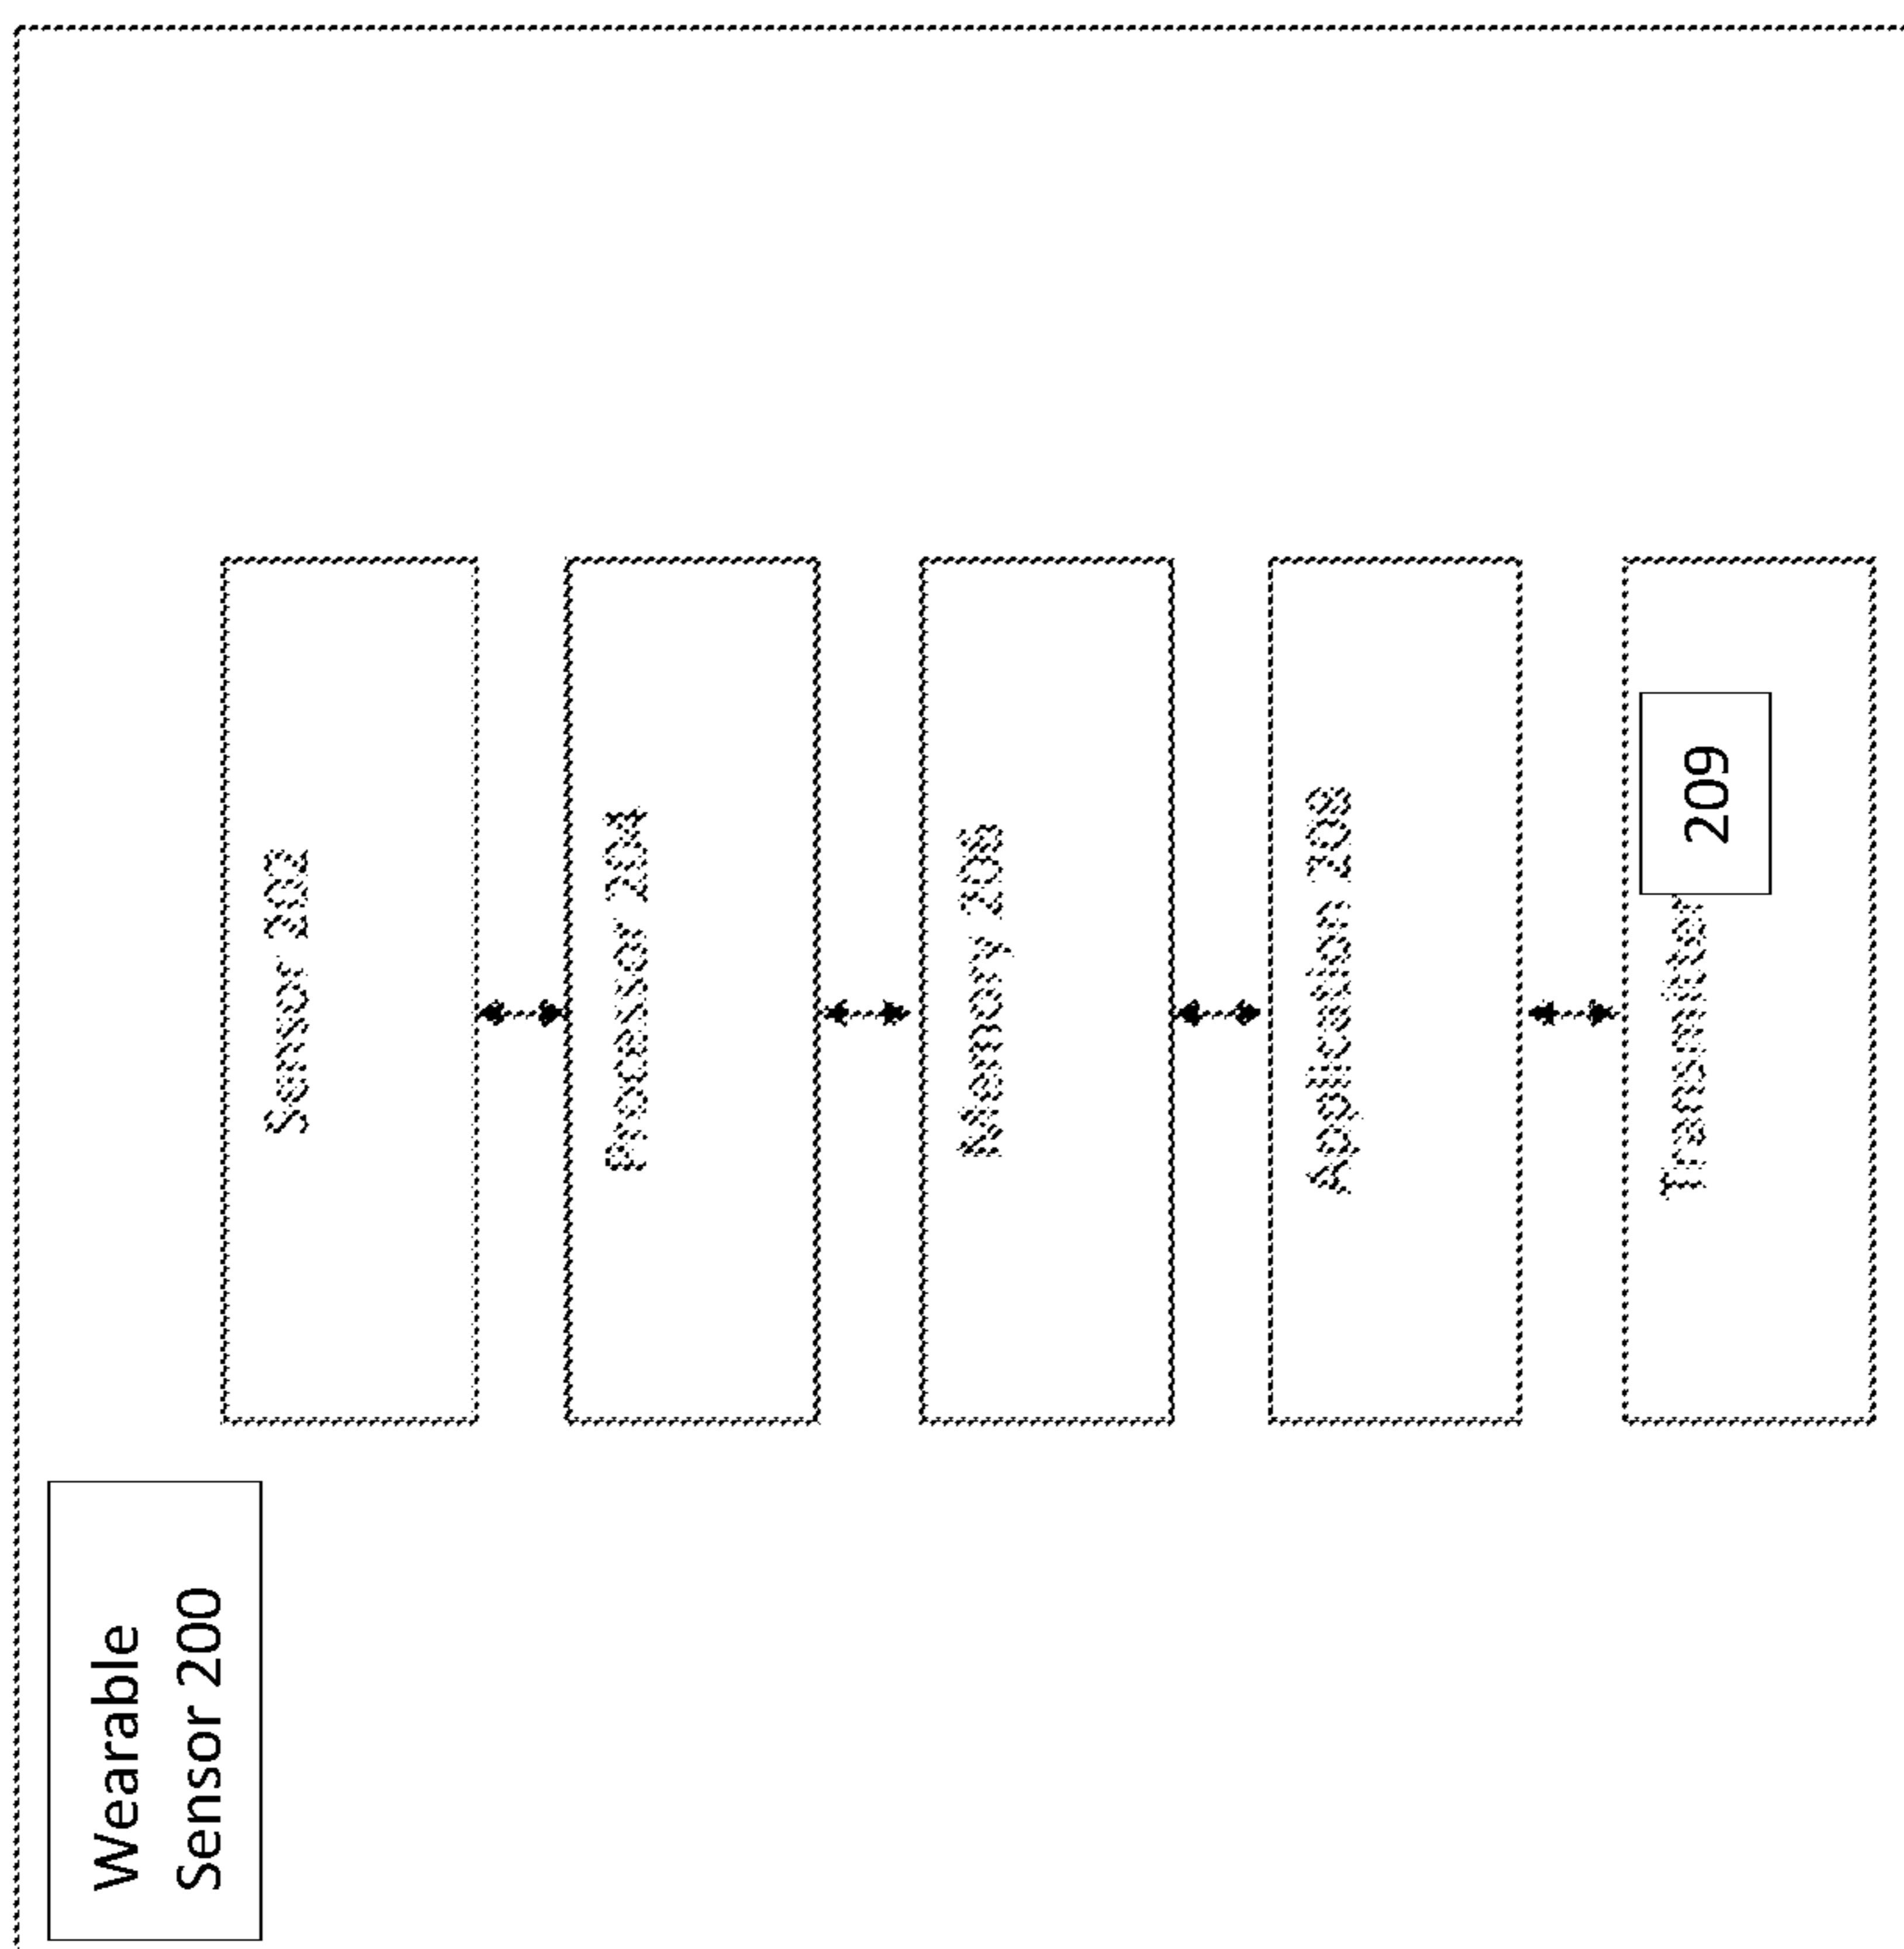 Wearable
Sensor 200
Sensor 202
Processor 204
Memory 206
Application 208
Transmitter
209